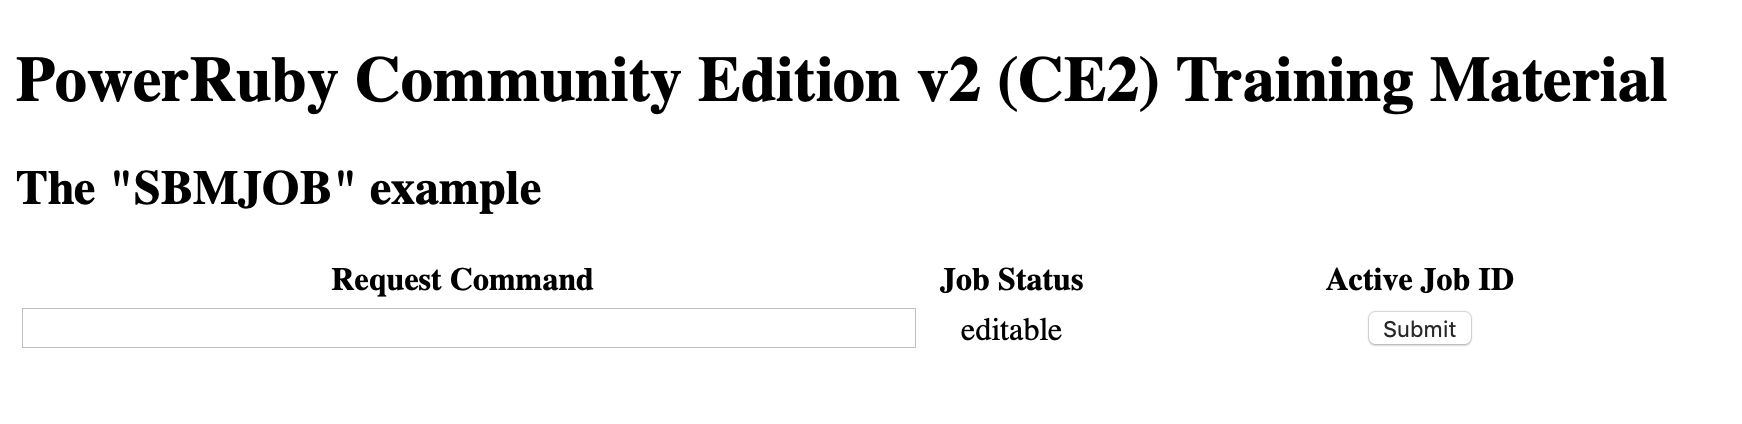 PowerRuby Community Edition v2 (CE2) Training Material
The "SBMJOB" example
Request Command Job Status Active Job ID
editable Submit